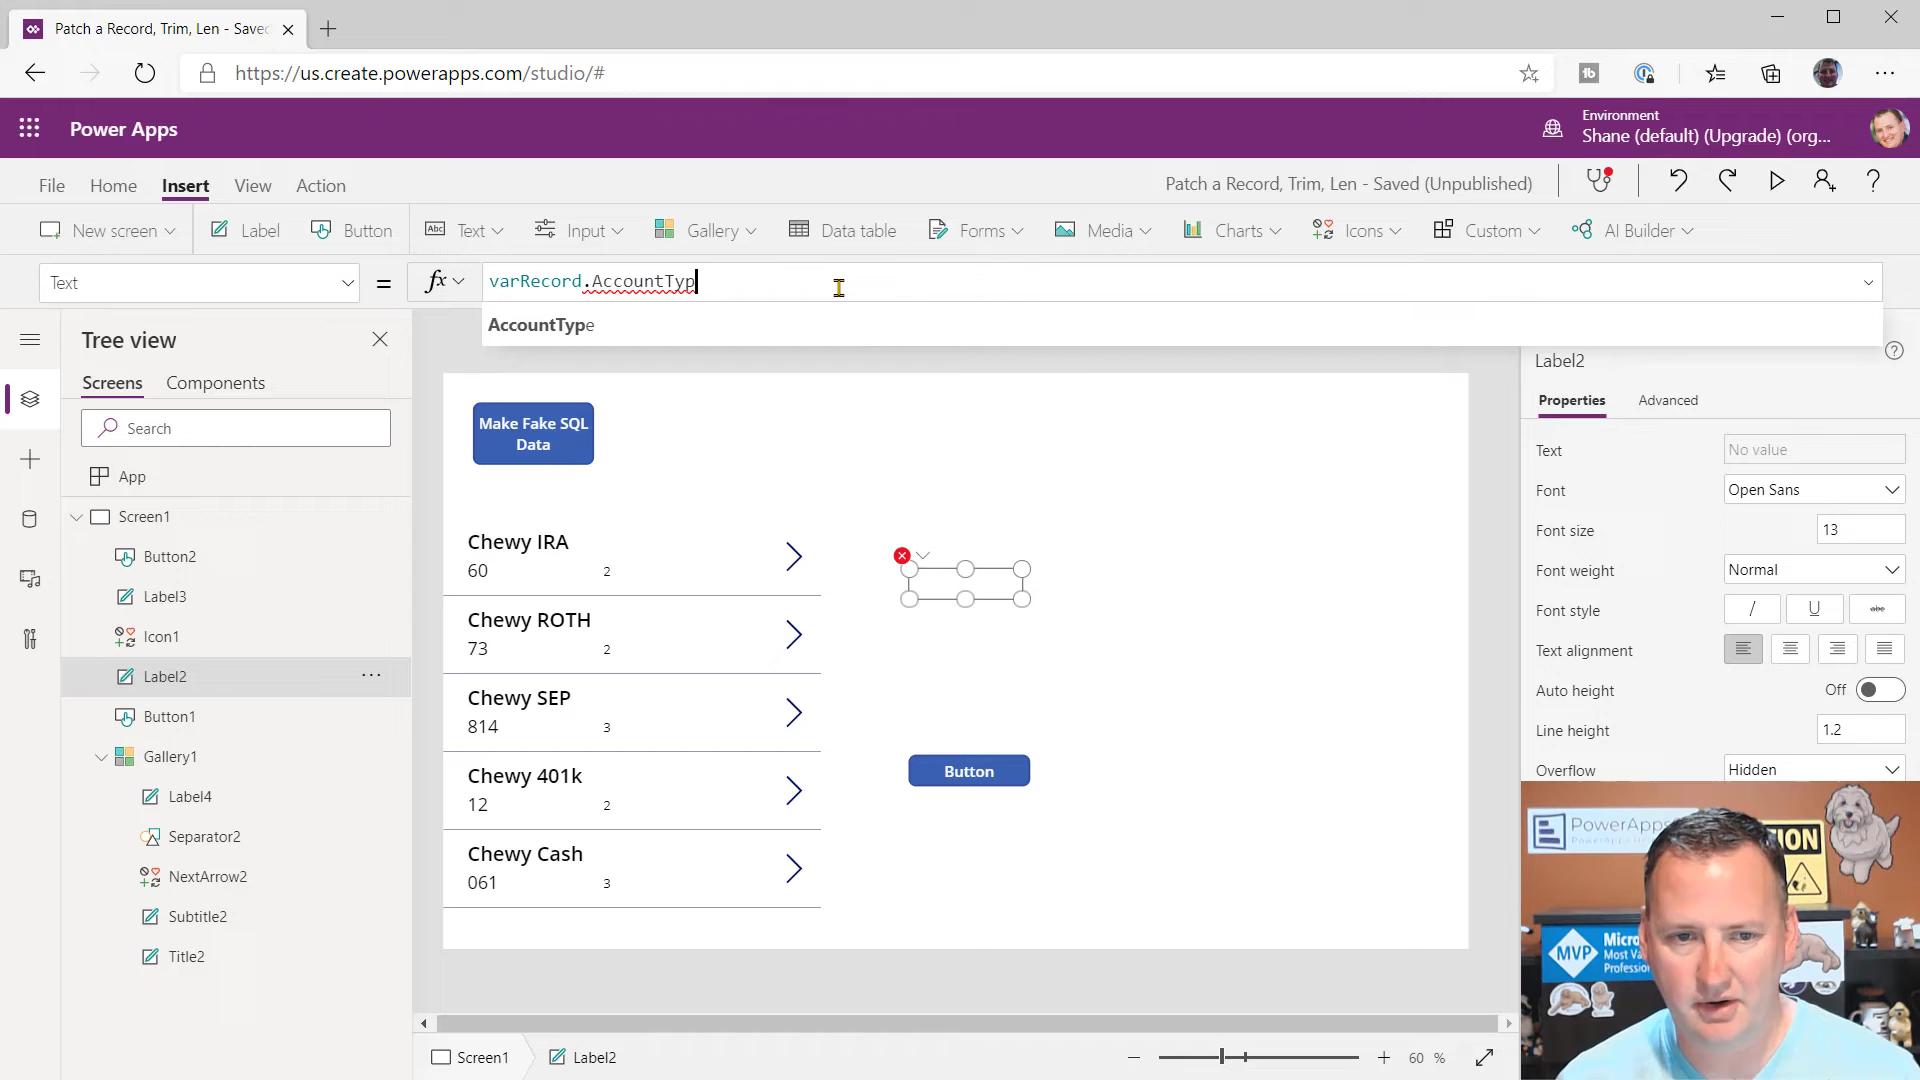 Patch a Record, Trim, Len - Saved
https://us.create.powerapps.com/studio/#
Power Apps
Environment
Shane (default) (Upgrade) (org...
File Home Insert View Action
Patch a Record, Trim, Len - Saved (Unpublished)
New screen Label Button Text Input Gallery Data table Forms Media Charts Icons Custom AI Builder
Text = fx varRecord.AccountTyp
AccountType
Tree view
Screens Components
Search
App
Screen1
Button2
Label3
Icon1
Label2
Button1
Gallery1
Label4
Separator2
NextArrow2
Subtitle2
Title2
Make Fake SQL
Data
Chewy IRA
60 2
Chewy ROTH
73 2
Chewy SEP
814 3
Chewy 401k
12 2
Chewy Cash
061 3
Button
Label2
Properties Advanced
Text No value
Font Open Sans
Font size 13
Font weight Normal
Font style / U abc
Text alignment
Auto height Off
Line height 1.2
Overflow Hidden
PowerApps
MVP
Micro
Most Va
Professio
Screen1 Label2
60 %